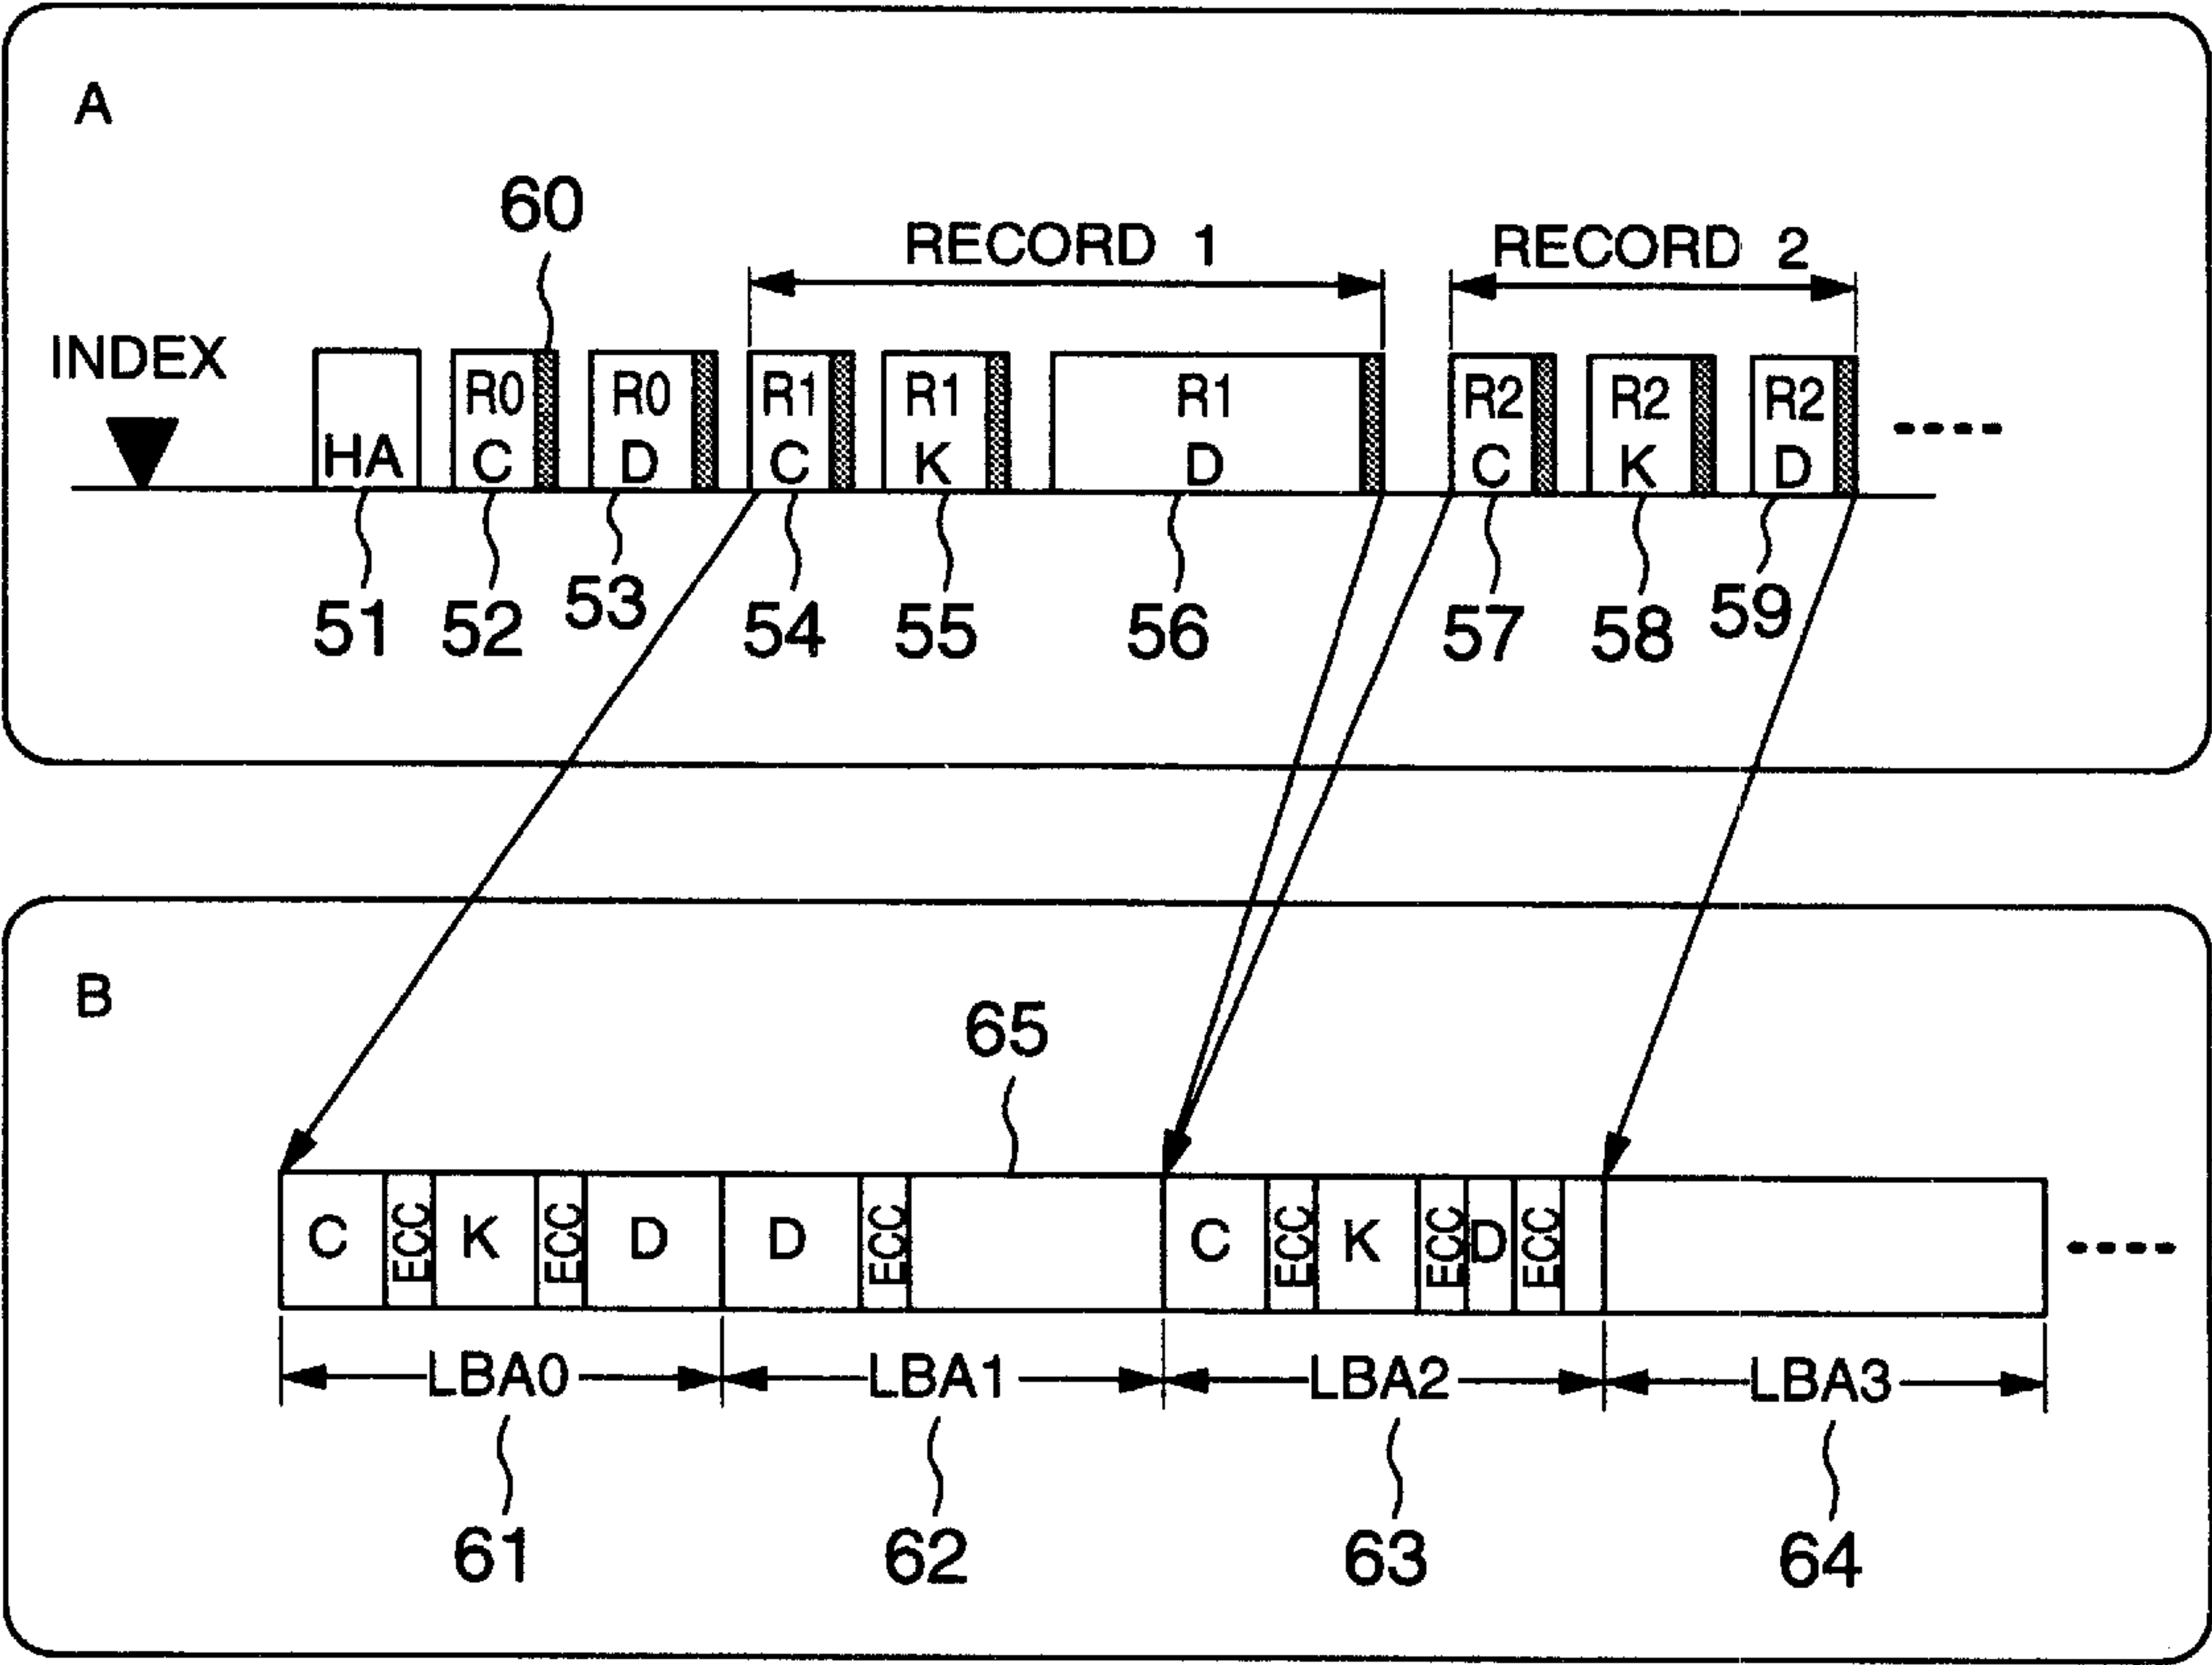 A
60
RECORD 1
RECORD 2
INDEX
HA
R0
C
R0
D
R1
C
R1
K
R1
D
R2
C
R2
K
R2
D
51
52
53
54
55
56
57
58
59
B
65
C
ECC
K
ECC
D
D
ECC
C
ECC
K
ECC
D
ECC
LBA0
LBA1
LBA2
LBA3
61
62
63
64